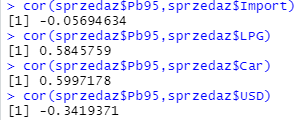 > cor(sprzedaz$Pb95,sprzedaz$Import)
[1] -0.05694634
> cor(sprzedaz$Pb95,sprzedaz$LPG)
[1] 0.5845759
> cor(sprzedaz$Pb95,sprzedaz$Car)
[1] 0.5997178
> cor(sprzedaz$Pb95,sprzedaz$USD)
[1] -0.3419371